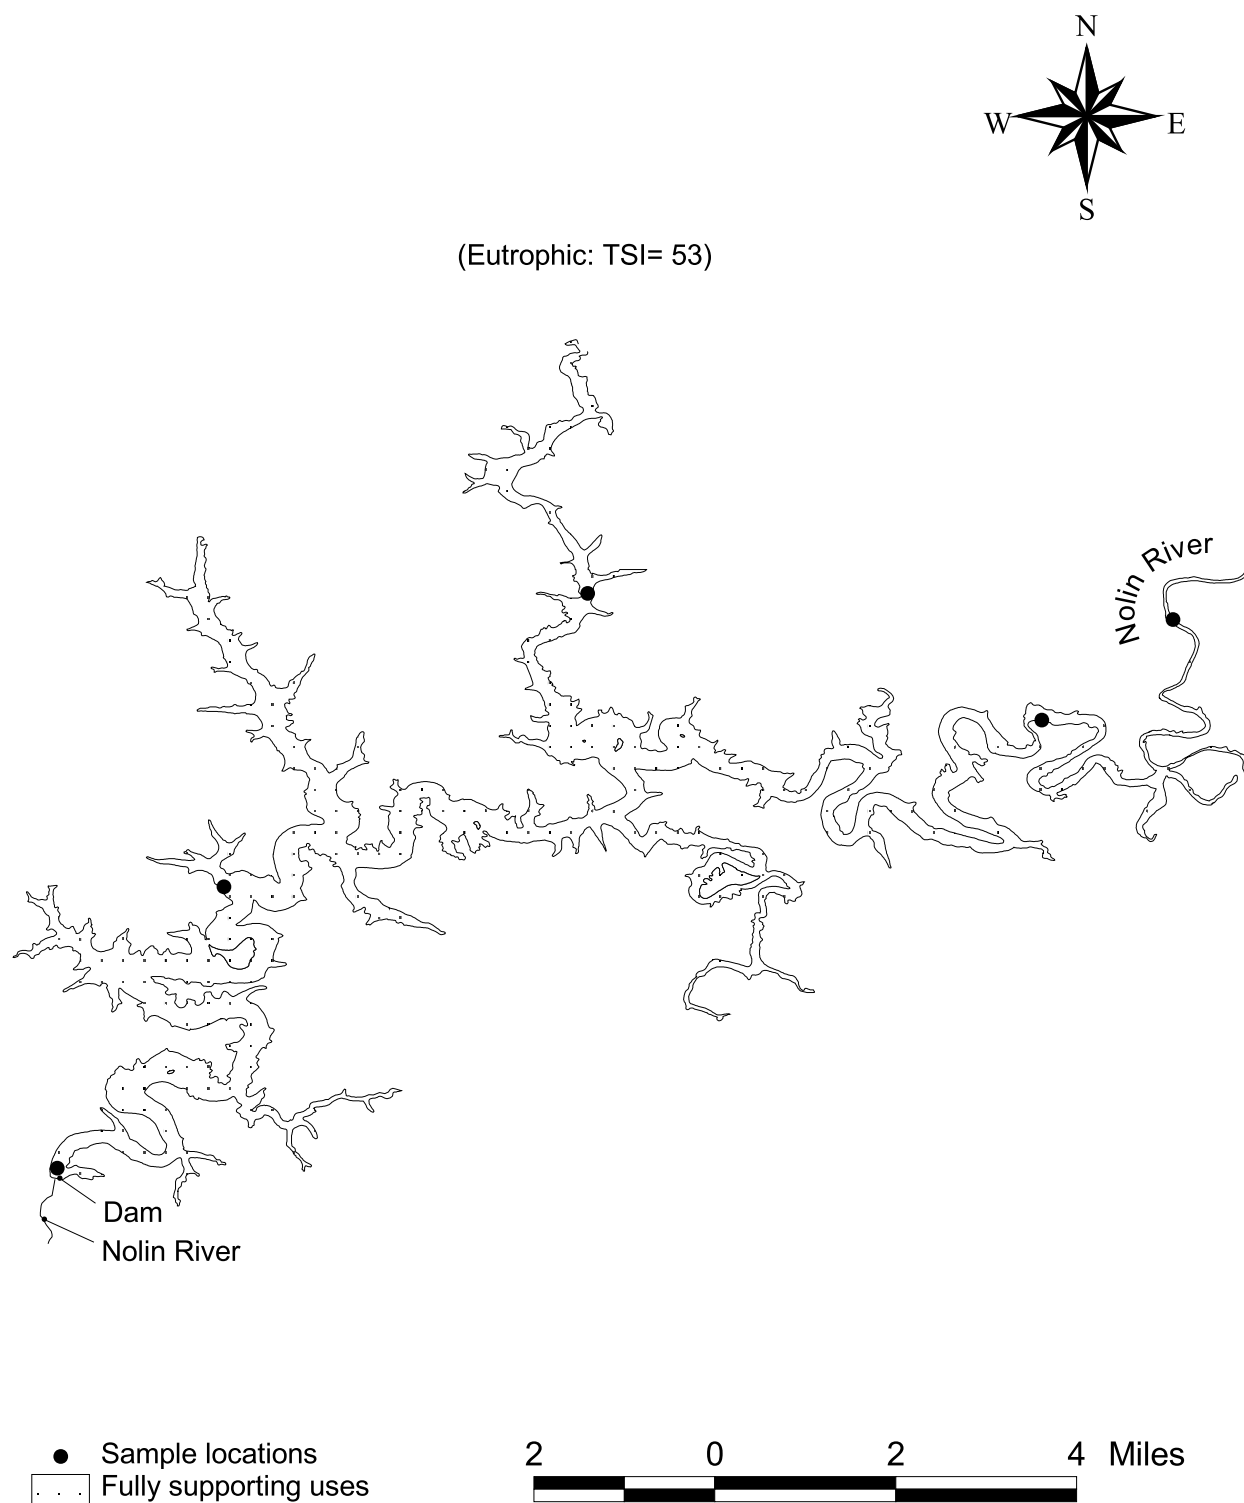 N
W E
S
(Eutrophic: TSI= 53)
Nolin River
Dam
Nolin River
Sample locations
Fully supporting uses
2 0 2 4 Miles